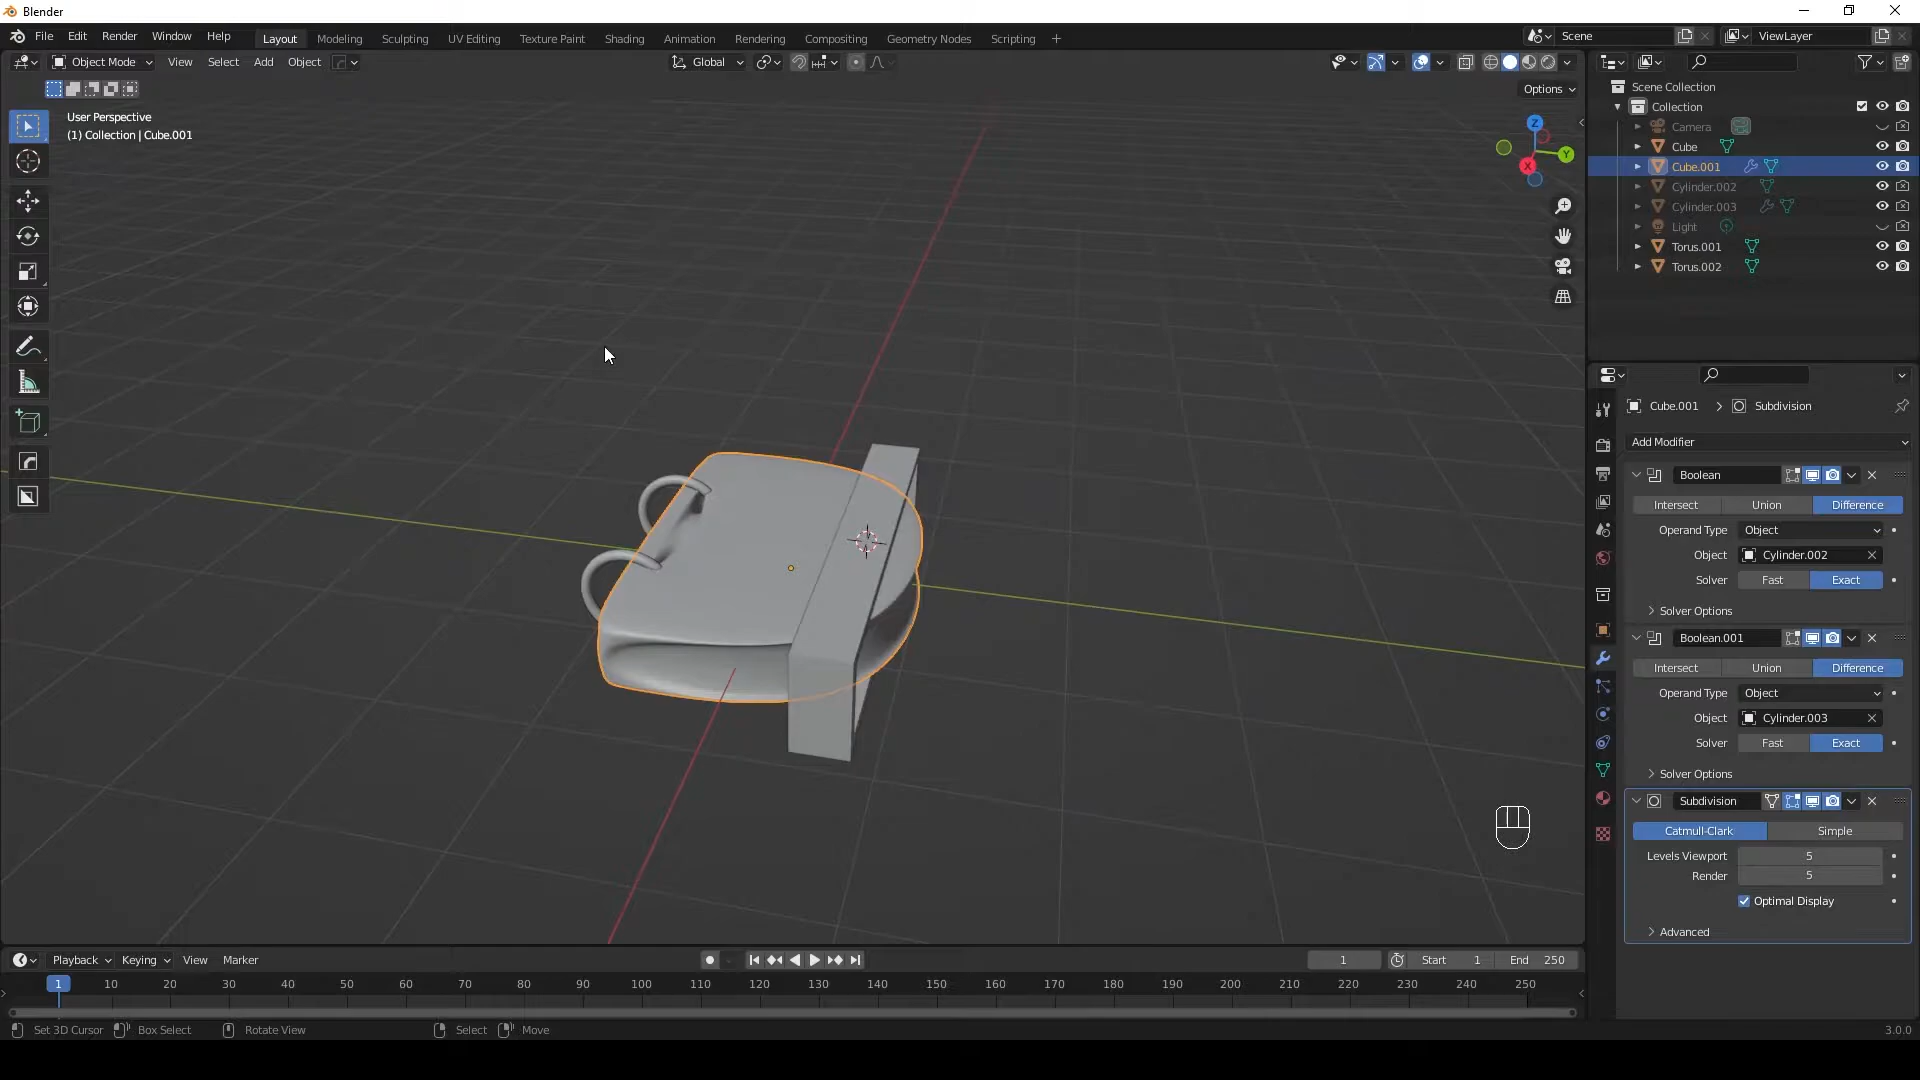 Blender
File Edit Render Window Help Layout Modeling Sculpting UV Editing Texture Paint Shading Animation Rendering Compositing Geometry Nodes Scripting + Scene ViewLayer
Object Mode View Select Add Object Global
Options
User Perspective
(1) Collection | Cube.001
Z
Y
X
Scene Collection
Collection
Camera
Cube
Cube.001
Cylinder.002
Cylinder.003
Light
Torus.001
Torus.002
Cube.001 > Subdivision
Add Modifier
Boolean
Intersect Union Difference
Operand Type Object
Object Cylinder.002
Solver Fast Exact
Solver Options
Boolean.001
Intersect Union Difference
Operand Type Object
Object Cylinder.003
Solver Fast Exact
Solver Options
Subdivision
Catmull-Clark Simple
Levels Viewport 5
Render 5
Optimal Display
Advanced
Playback Keying View Marker 1 Start 1 End 250
1 10 20 30 40 50 60 70 80 90 100 110 120 130 140 150 160 170 180 190 200 210 220 230 240 250
Set 3D Cursor Box Select Rotate View Select Move 3.0.0